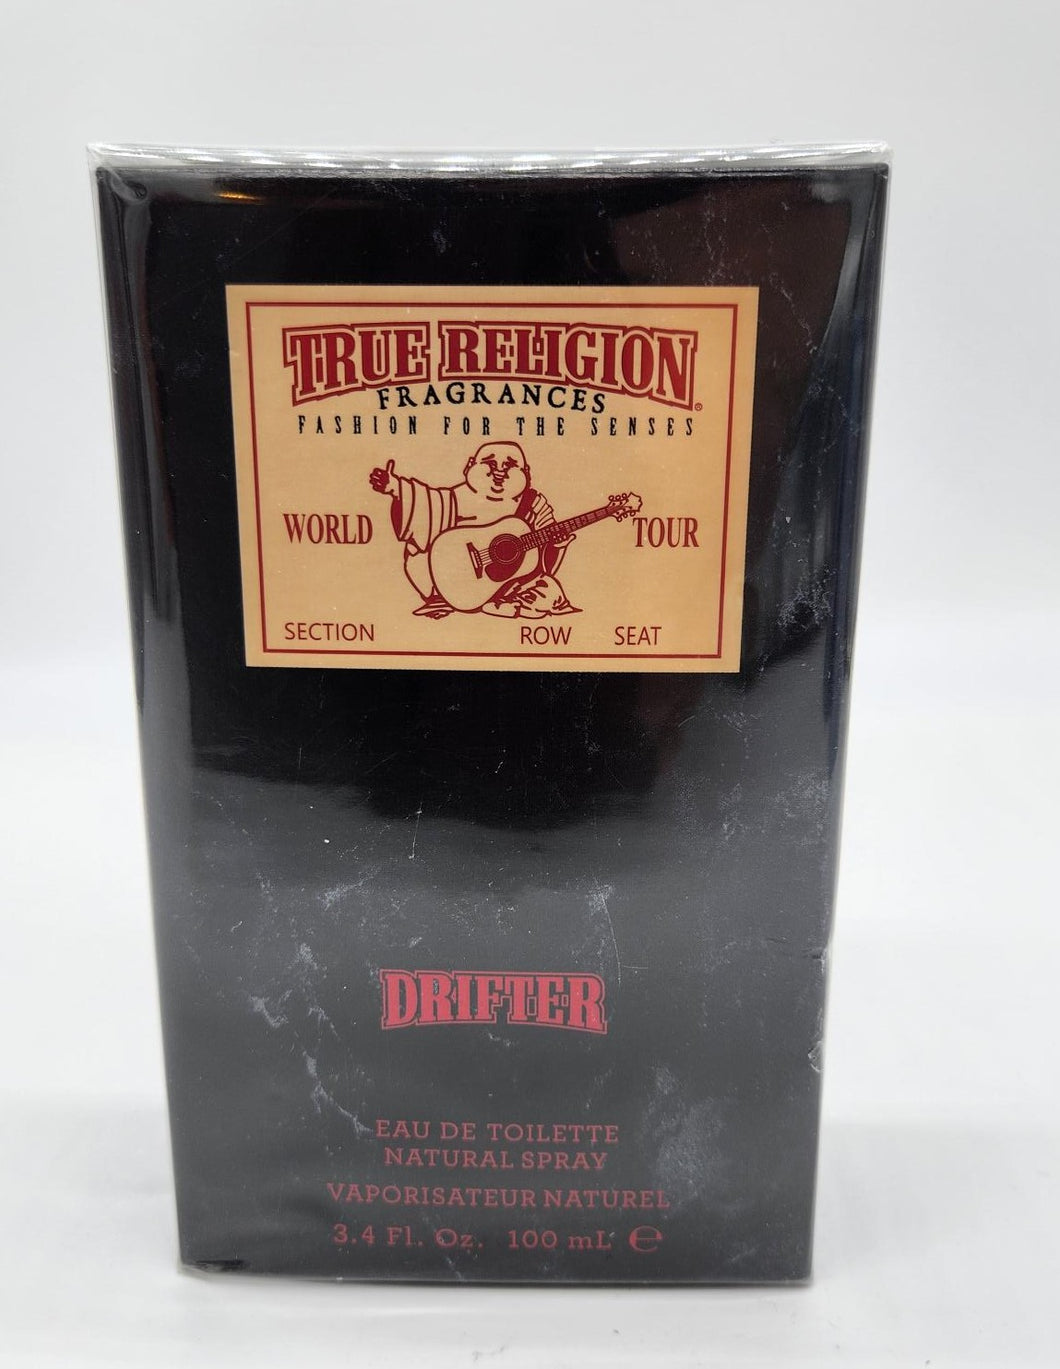 TRUE RELIGION®
FRAGRANCES
FASHION FOR THE SENSES
WORLD TOUR
SECTION ROW SEAT
DRIFTER
EAU DE TOILETTE
NATURAL SPRAY
VAPORISATEUR NATUREL
3.4 Fl. Oz. 100 mL ℮